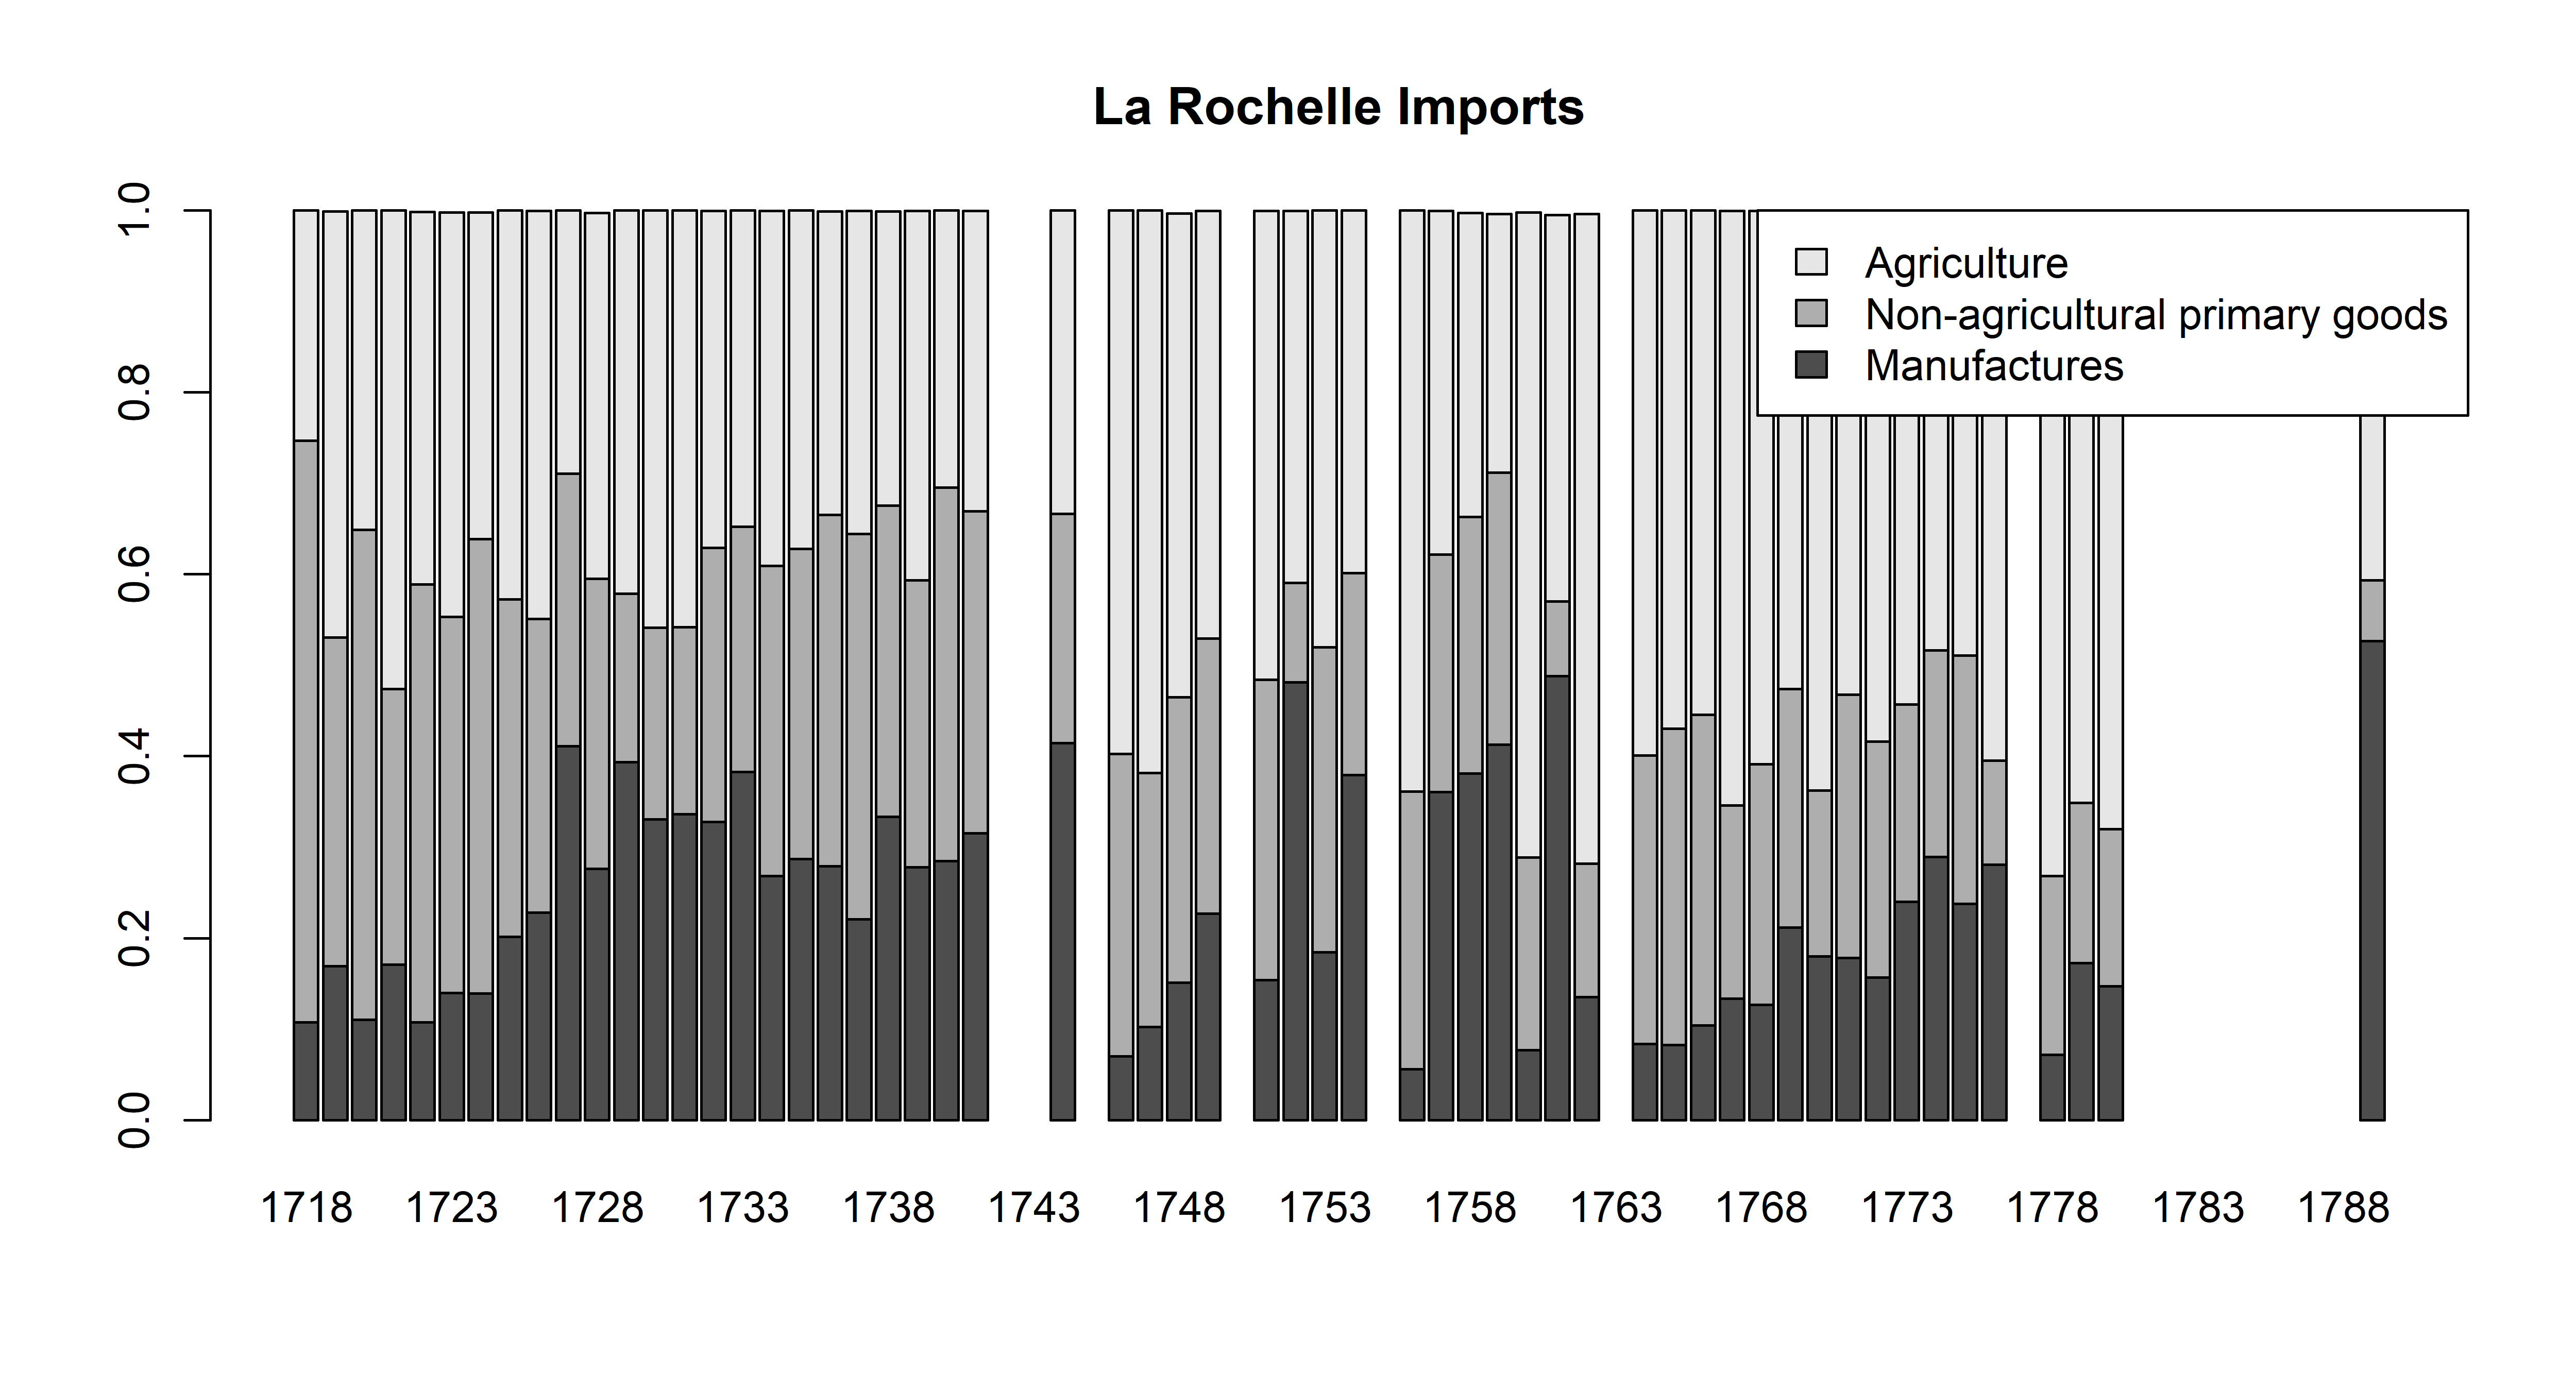 La Rochelle Imports
1.0
0.8
0.6
0.4
0.2
0.0
Agriculture
Non-agricultural primary goods
Manufactures
1718 1723 1728 1733 1738 1743 1748 1753 1758 1763 1768 1773 1778 1783 1788